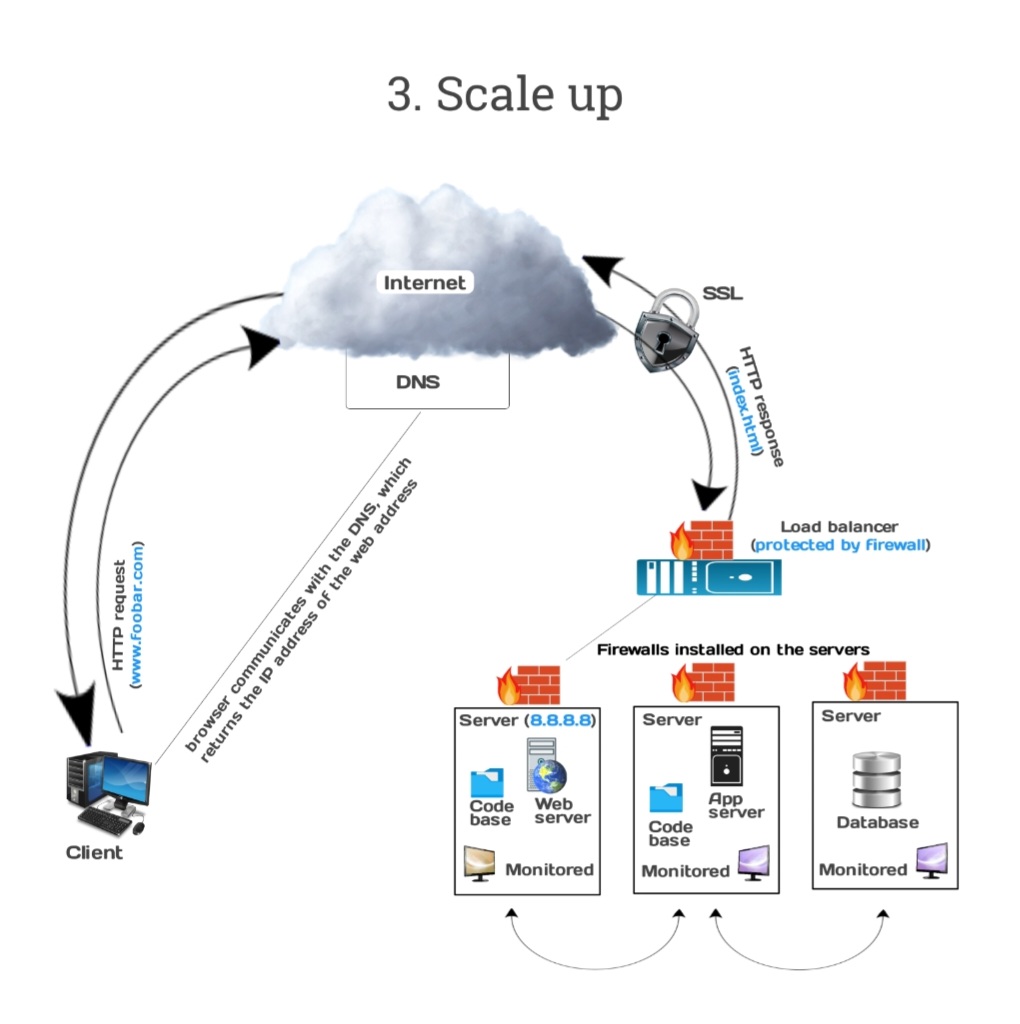 3. Scale up
Internet
SSL
DNS
HTTP response
(index.html)
browser communicates with the DNS, which
returns the IP address of the web address
HTTP request
(www.foobar.com)
Load balancer
(protected by firewall)
Firewalls installed on the servers
Server (8.8.8.8)
Code
base
Web
server
Monitored
Server
App
server
Code
base
Monitored
Server
Database
Monitored
Client